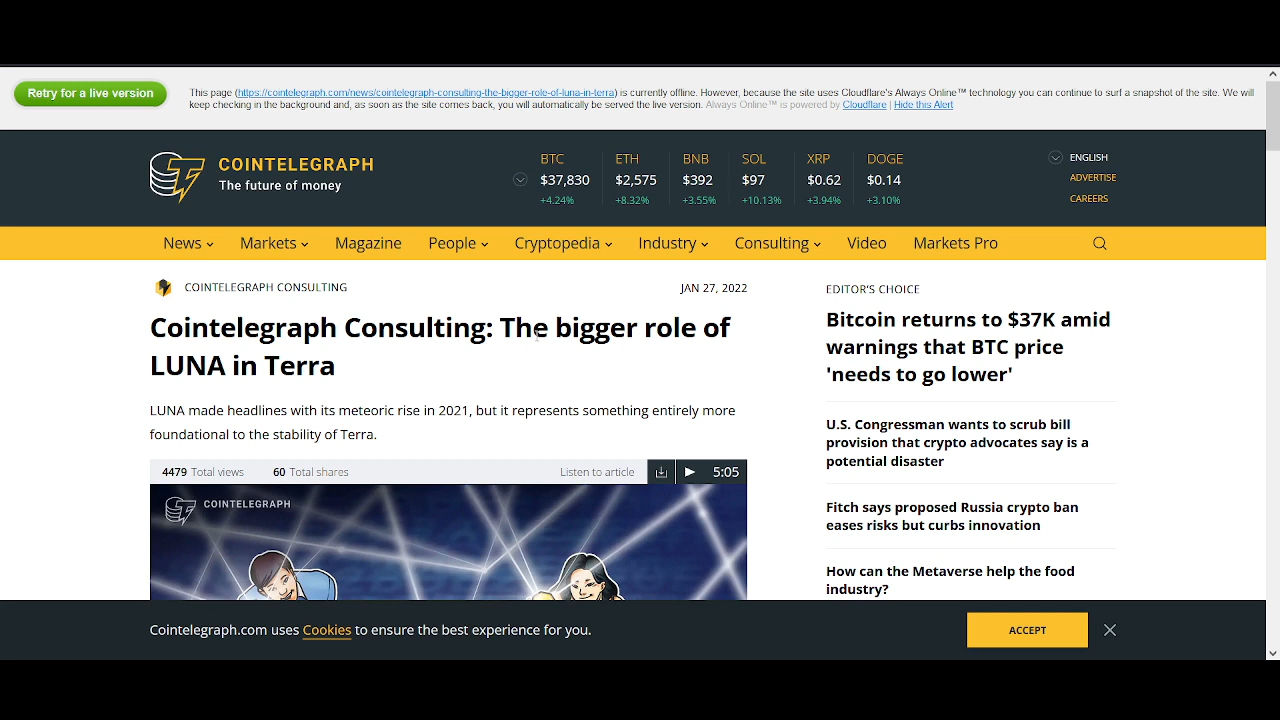 Retry for a live version
This page (https://cointelegraph.com/news/cointelegraph-consulting-the-bigger-role-of-luna-in-terra) is currently offline. However, because the site uses Cloudflare's Always Online™ technology you can continue to surf a snapshot of the site. We will
keep checking in the background and, as soon as the site comes back, you will automatically be served the live version. Always Online™ is powered by Cloudflare | Hide this Alert
COINTELEGRAPH
The future of money
BTC ETH BNB SOL XRP DOGE
$37,830 $2,575 $392 $97 $0.62 $0.14
+4.24% +8.32% +3.55% +10.13% +3.94% +3.10%
ENGLISH
ADVERTISE
CAREERS
News Markets Magazine People Cryptopedia Industry Consulting Video Markets Pro
COINTELEGRAPH CONSULTING JAN 27, 2022
Cointelegraph Consulting: The bigger role of
LUNA in Terra
LUNA made headlines with its meteoric rise in 2021, but it represents something entirely more
foundational to the stability of Terra.
4479 Total views 60 Total shares Listen to article 5:05
COINTELEGRAPH
EDITOR'S CHOICE
Bitcoin returns to $37K amid
warnings that BTC price
'needs to go lower'
U.S. Congressman wants to scrub bill
provision that crypto advocates say is a
potential disaster
Fitch says proposed Russia crypto ban
eases risks but curbs innovation
How can the Metaverse help the food
industry?
Cointelegraph.com uses Cookies to ensure the best experience for you.
ACCEPT